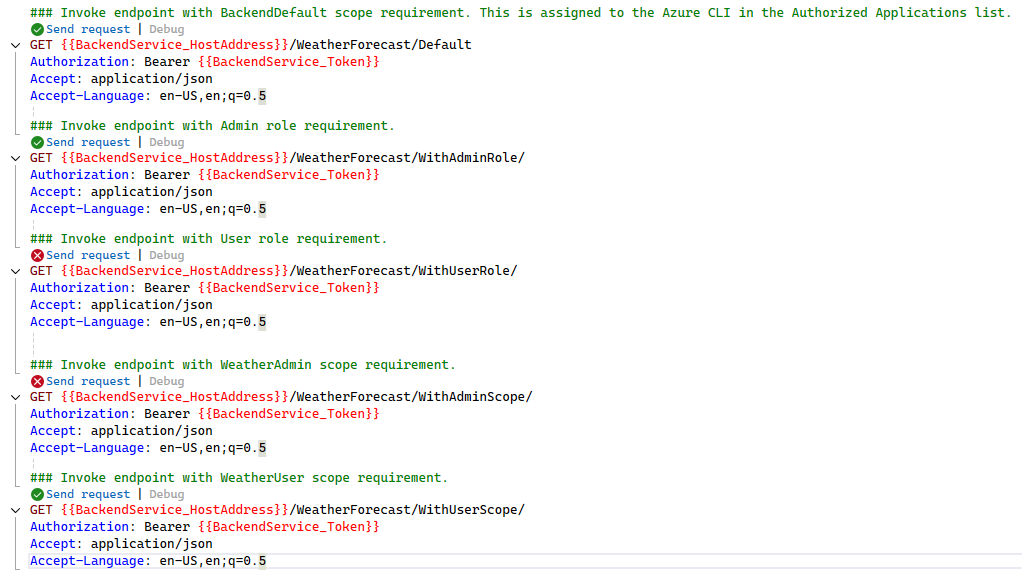 ### Invoke endpoint with BackendDefault scope requirement. This is assigned to the Azure CLI in the Authorized Applications list.
Send request | Debug
GET {{BackendService_HostAddress}}/WeatherForecast/Default
Authorization: Bearer {{BackendService_Token}}
Accept: application/json
Accept-Language: en-US,en;q=0.5
### Invoke endpoint with Admin role requirement.
Send request | Debug
GET {{BackendService_HostAddress}}/WeatherForecast/WithAdminRole/
Authorization: Bearer {{BackendService_Token}}
Accept: application/json
Accept-Language: en-US,en;q=0.5
### Invoke endpoint with User role requirement.
Send request | Debug
GET {{BackendService_HostAddress}}/WeatherForecast/WithUserRole/
Authorization: Bearer {{BackendService_Token}}
Accept: application/json
Accept-Language: en-US,en;q=0.5
### Invoke endpoint with WeatherAdmin scope requirement.
Send request | Debug
GET {{BackendService_HostAddress}}/WeatherForecast/WithAdminScope/
Authorization: Bearer {{BackendService_Token}}
Accept: application/json
Accept-Language: en-US,en;q=0.5
### Invoke endpoint with WeatherUser scope requirement.
Send request | Debug
GET {{BackendService_HostAddress}}/WeatherForecast/WithUserScope/
Authorization: Bearer {{BackendService_Token}}
Accept: application/json
Accept-Language: en-US,en;q=0.5